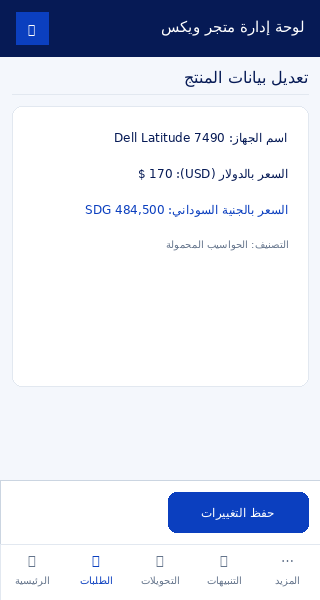 لوحة إدارة متجر ويكس
تعديل بيانات المنتج
اسم الجهاز: Dell Latitude 7490
السعر بالدولار (USD): 170 $
السعر بالجنية السوداني: 484,500 SDG
التصنيف: الحواسيب المحمولة
حفظ التغييرات
المزيد
التنبيهات
التحويلات
الطلبات
الرئيسية